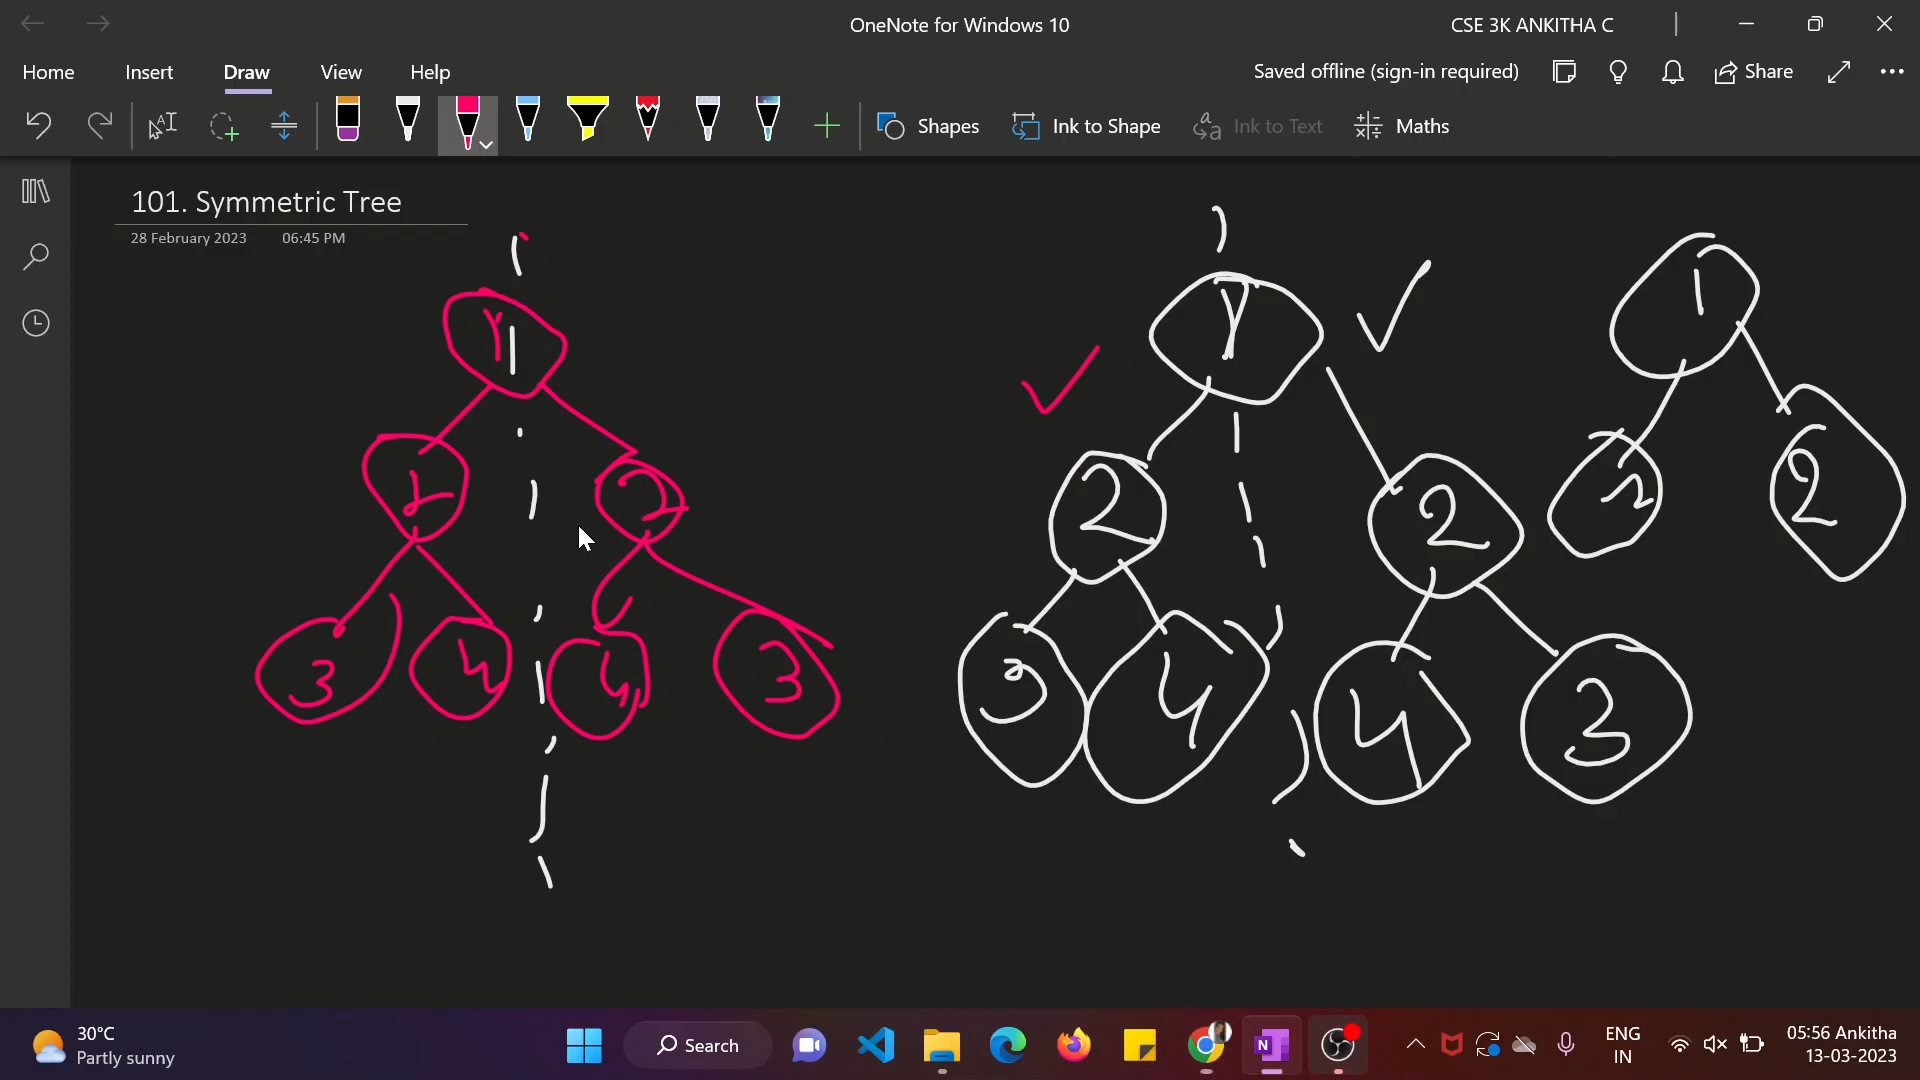 OneNote for Windows 10
CSE 3K ANKITHA C
Home Insert Draw View Help
Saved offline (sign-in required)
Share
Shapes
Ink to Shape
Ink to Text
Maths
101. Symmetric Tree
28 February 2023 06:45 PM
1
2 2
3 4 4 3
1
2 2
3 4 4 3
1
2 2
30°C
Partly sunny
Search
ENG
IN
05:56 Ankitha
13-03-2023